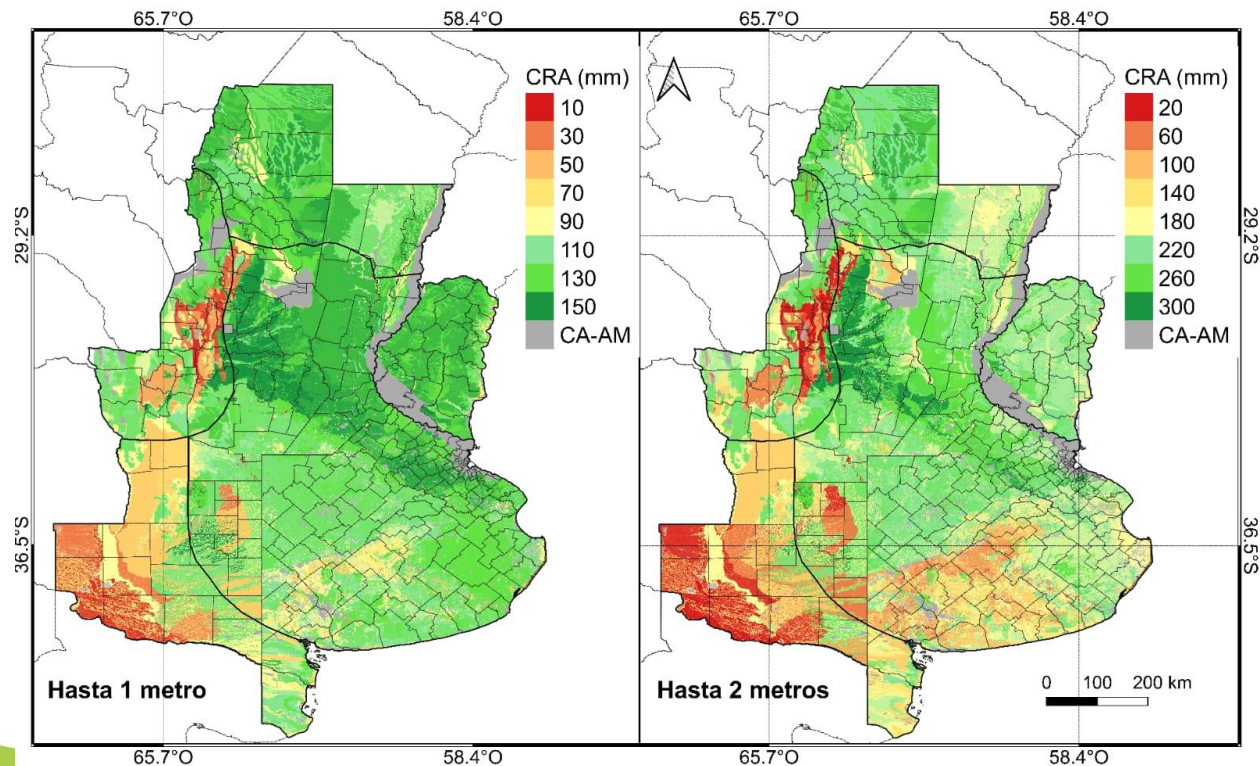 65.7°O 58.4°O 65.7°O 58.4°O
CRA (mm)
10
30
50
70
90
110
130
150
CA-AM
CRA (mm)
20
60
100
140
180
220
260
300
CA-AM
29.2°S
29.2°S
36.5°S
36.5°S
Hasta 1 metro
Hasta 2 metros
0 100 200 km
65.7°O 58.4°O 65.7°O 58.4°O